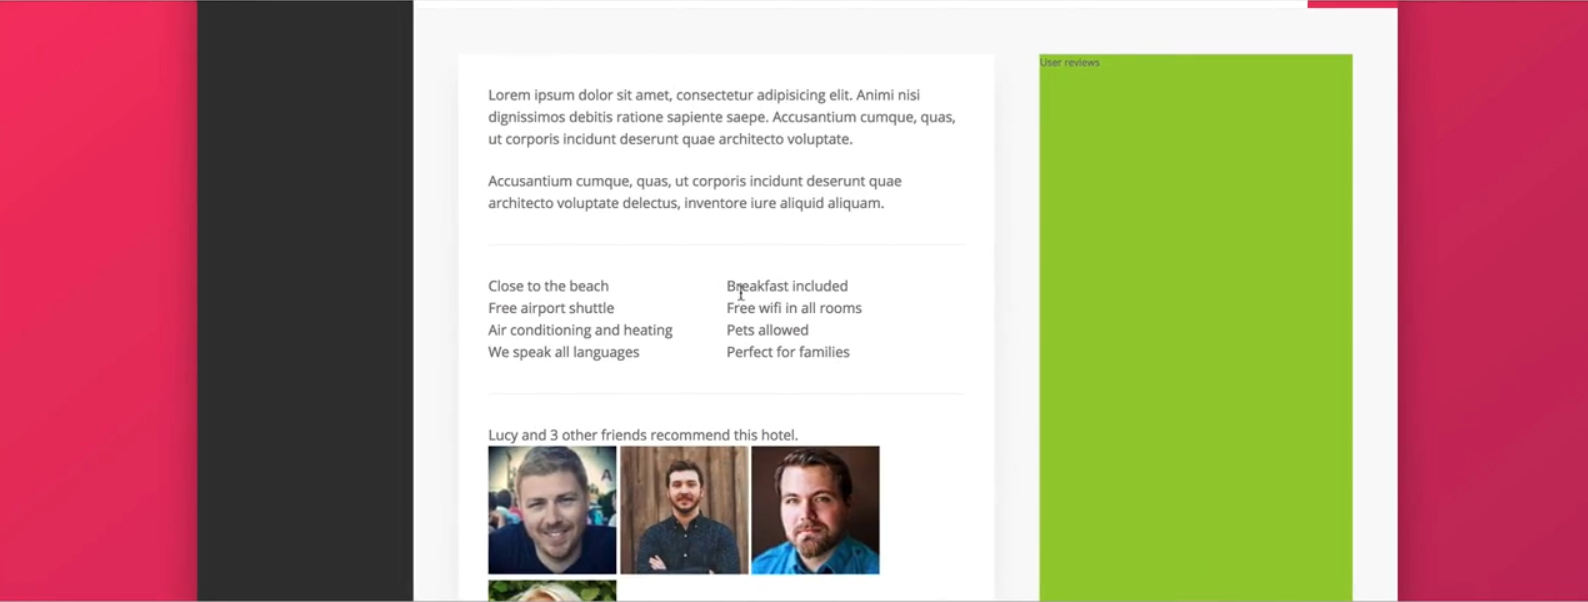 Lorem ipsum dolor sit amet, consectetur adipisicing elit. Animi nisi
dignissimos debitis ratione sapiente saepe. Accusantium cumque, quas,
ut corporis incidunt deserunt quae architecto voluptate.
Accusantium cumque, quas, ut corporis incidunt deserunt quae
architecto voluptate delectus, inventore iure aliquid aliquam.
Close to the beach
Free airport shuttle
Air conditioning and heating
We speak all languages
Breakfast included
Free wifi in all rooms
Pets allowed
Perfect for families
Lucy and 3 other friends recommend this hotel.
User reviews